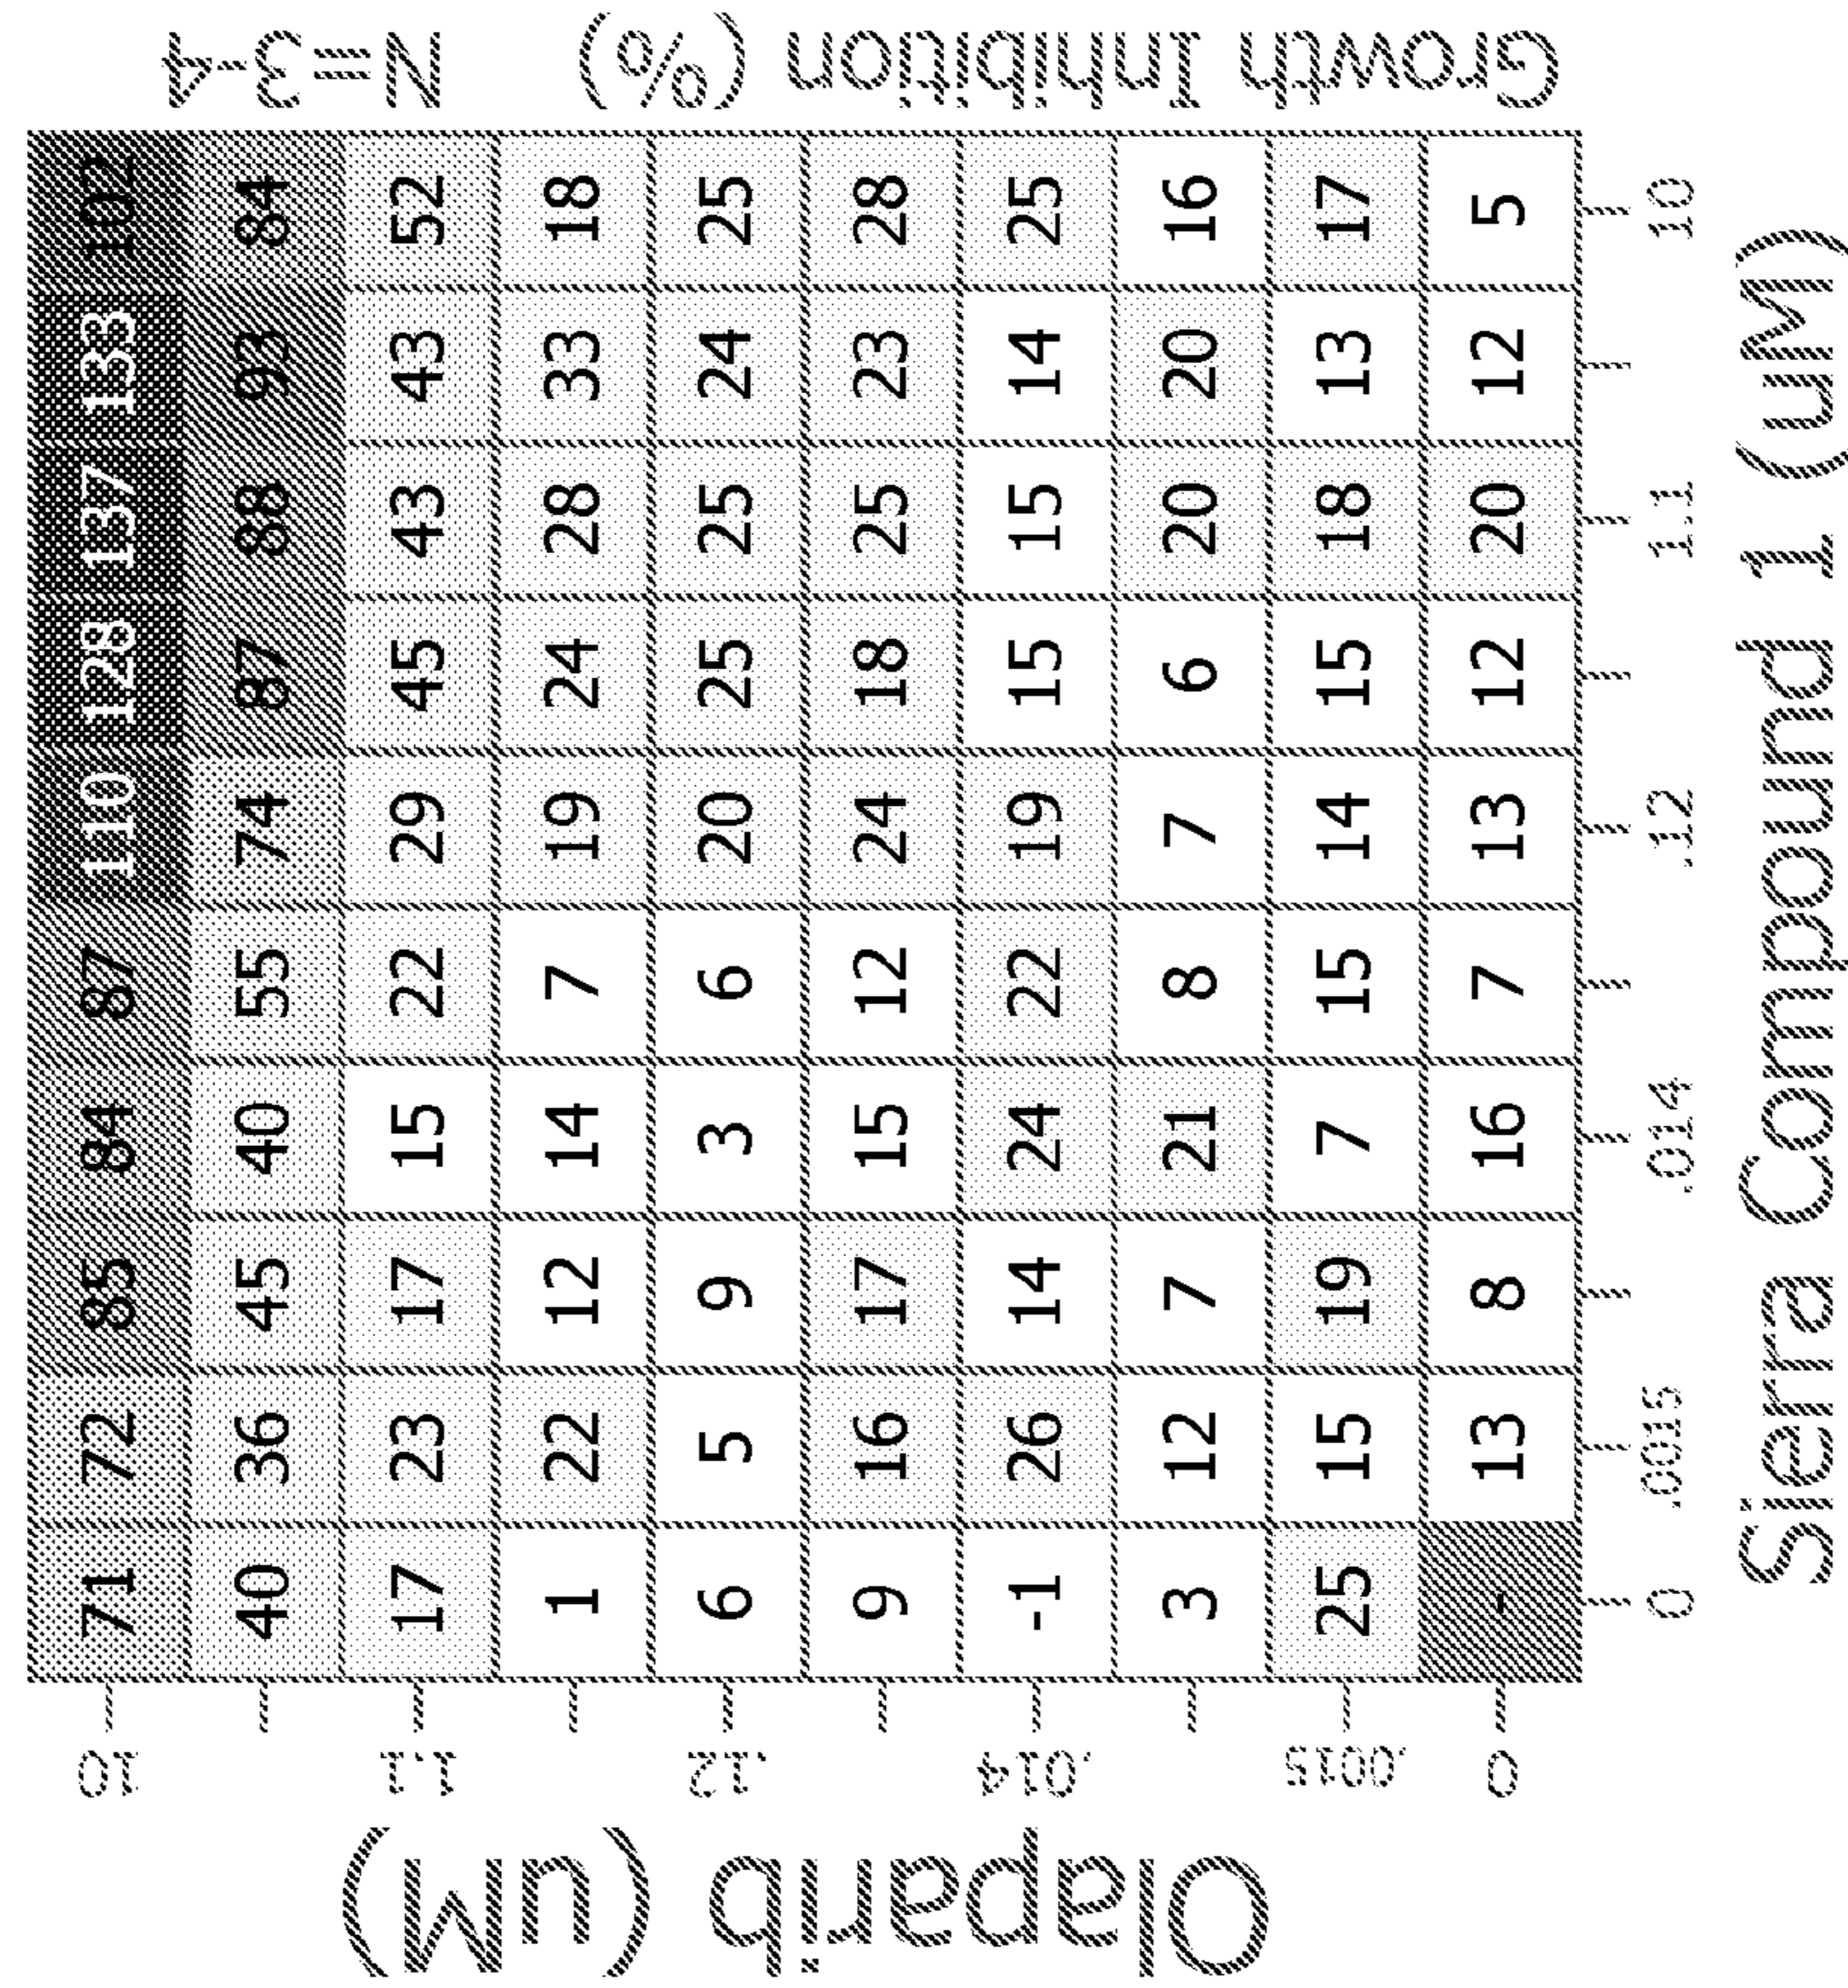 Olaparib (uM)
10 71 72 85 84 87 110 128 137 133 102
40 36 45 40 55 74 87 88 93 84
1.1 17 23 17 15 22 29 45 43 43 52
1 22 12 14 7 19 24 28 33 18
.12 6 5 9 3 6 20 25 25 24 25
9 16 17 15 12 24 18 25 23 28
.014 -1 26 14 24 22 19 15 15 14 25
3 12 7 21 8 7 6 20 20 16
.0015 25 15 19 7 15 14 15 18 13 17
0 - 13 8 16 7 13 12 20 12 5
0 .0015 .014 .12 1.1 10
Sierra Compound 1 (uM)
Growth Inhibition (%) N=3-4